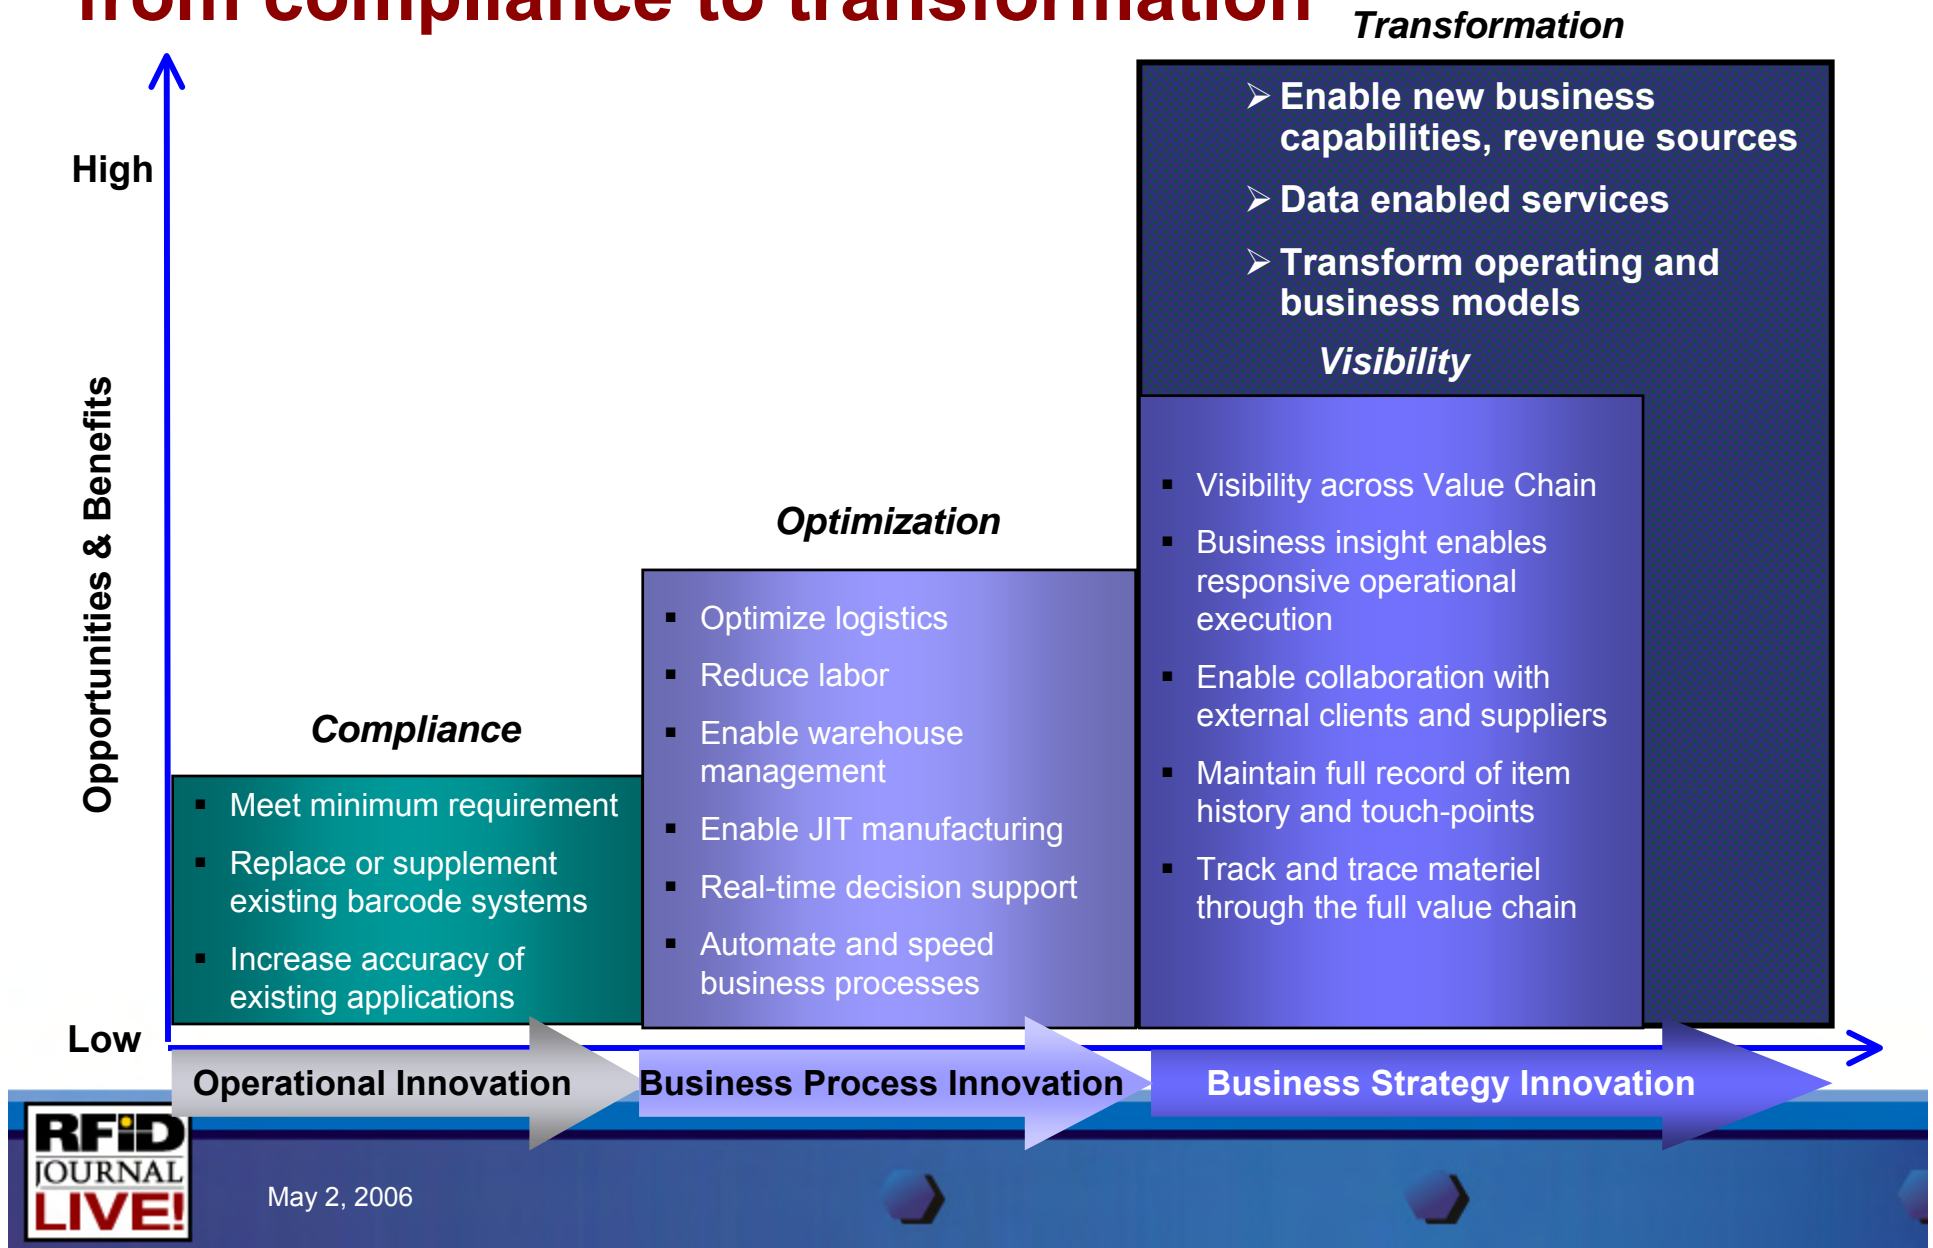 from compliance to transformation
Transformation
High
➢ Enable new business
capabilities, revenue sources
➢ Data enabled services
➢ Transform operating and
business models
Visibility
▪ Visibility across Value Chain
▪ Business insight enables
responsive operational
execution
▪ Enable collaboration with
external clients and suppliers
▪ Maintain full record of item
history and touch-points
▪ Track and trace materiel
through the full value chain
Optimization
▪ Optimize logistics
▪ Reduce labor
▪ Enable warehouse
management
▪ Enable JIT manufacturing
▪ Real-time decision support
▪ Automate and speed
business processes
Opportunities & Benefits
Compliance
▪ Meet minimum requirement
▪ Replace or supplement
existing barcode systems
▪ Increase accuracy of
existing applications
Low
Operational Innovation
Business Process Innovation
Business Strategy Innovation
RFiD
JOURNAL
LIVE!
May 2, 2006